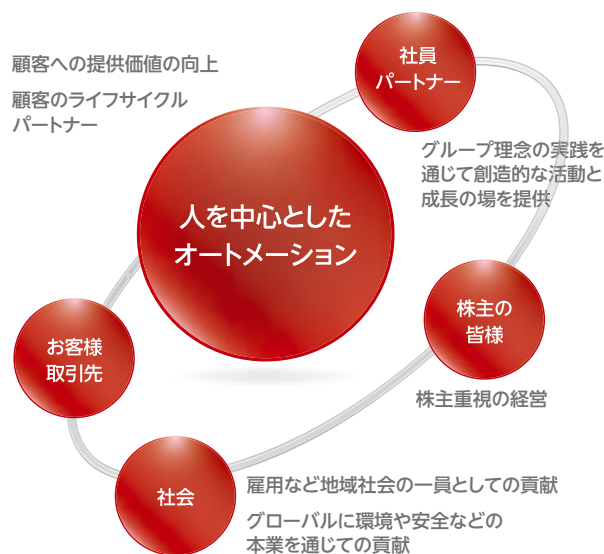 顧客への提供価値の向上
顧客のライフサイクル
パートナー
社員
パートナー
グループ理念の実践を
通じて創造的な活動と
成長の場を提供
人を中心とした
オートメーション
株主の
皆様
株主重視の経営
お客様
取引先
社会
雇用など地域社会の一員としての貢献
グローバルに環境や安全などの
本業を通じての貢献